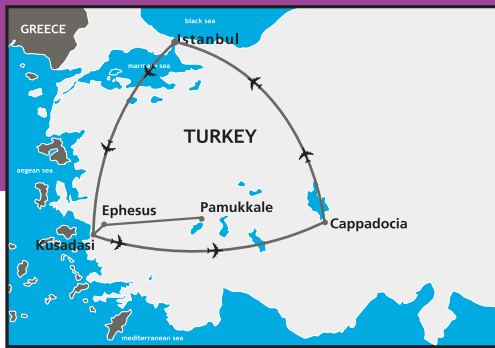 black sea
GREECE
Istanbul
marmara sea
TURKEY
aegean sea
Ephesus
Pamukkale
Cappadocia
Kusadasi
mediterranean sea